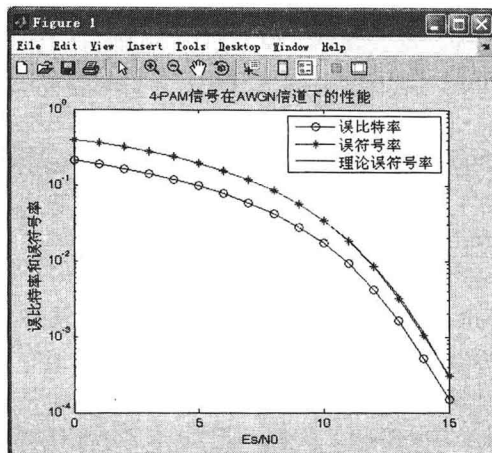 Figure 1
File Edit View Insert Tools Desktop Window Help
4-PAM信号在AWGN信道下的性能
误比特率
误符号率
理论误符号率
误比特率和误符号率
10^0
10^-1
10^-2
10^-3
10^-4
0 5 10 15
Es/N0